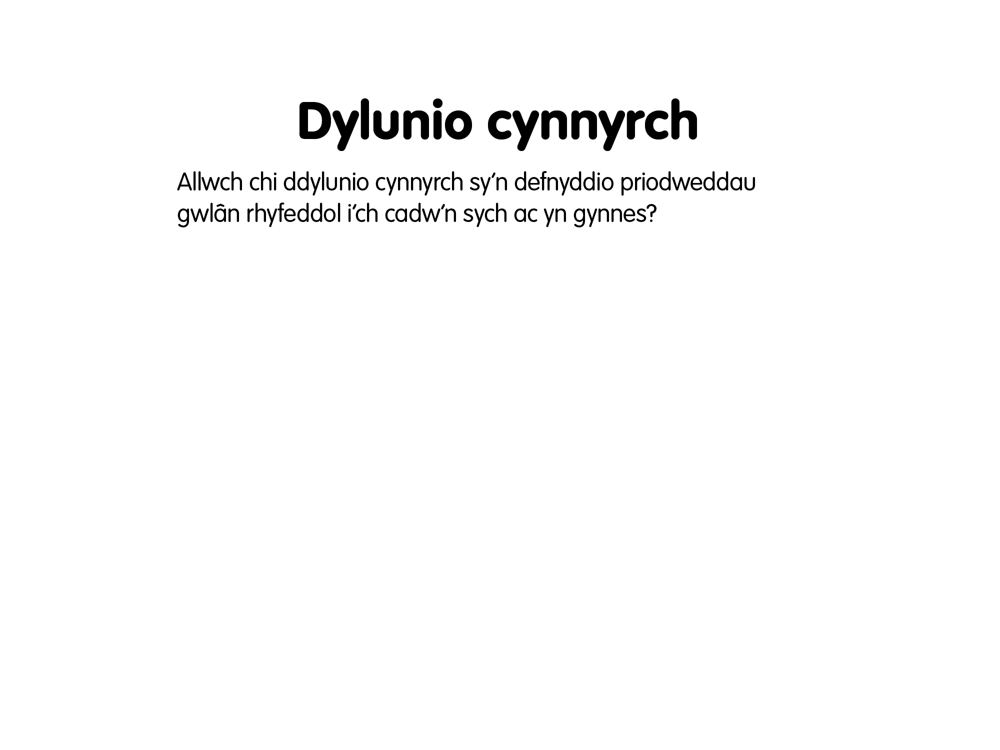 Dylunio cynnyrch
Allwch chi ddylunio cynnyrch sy’n defnyddio priodweddau
gwlân rhyfeddol i’ch cadw’n sych ac yn gynnes?